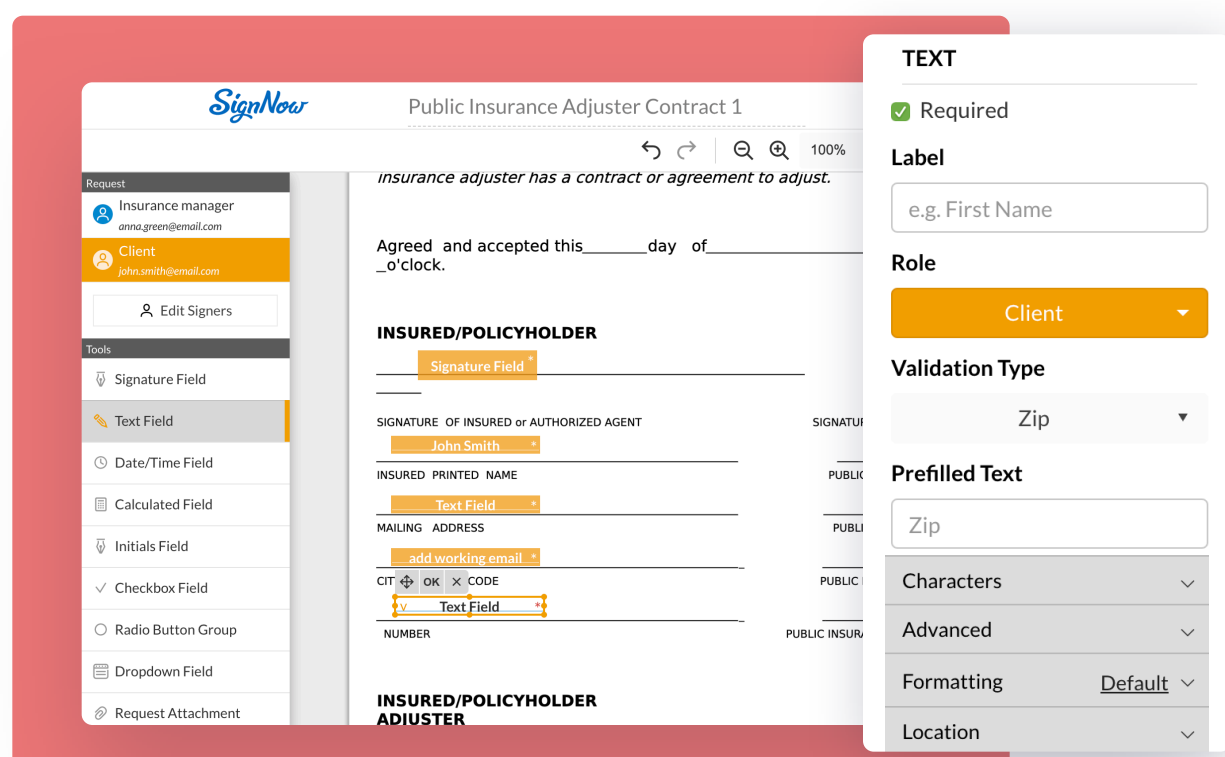 SignNow
Public Insurance Adjuster Contract 1
100%
Request
Insurance manager
anna.green@email.com
Client
john.smith@email.com
Edit Signers
Tools
Signature Field
Text Field
Date/Time Field
Calculated Field
Initials Field
Checkbox Field
Radio Button Group
Dropdown Field
Request Attachment
insurance adjuster has a contract or agreement to adjust.
Agreed and accepted this_______day of
_o'clock.
INSURED/POLICYHOLDER
Signature Field *
SIGNATURE OF INSURED or AUTHORIZED AGENT
John Smith *
INSURED PRINTED NAME
Text Field *
MAILING ADDRESS
add working email *
OK
CODE
Text Field *
NUMBER
PUBLIC
INSURED/POLICYHOLDER
ADJUSTER
TEXT
Required
Label
e.g. First Name
Role
Client
Validation Type
Zip
Prefilled Text
Zip
Characters
Advanced
Formatting Default
Location